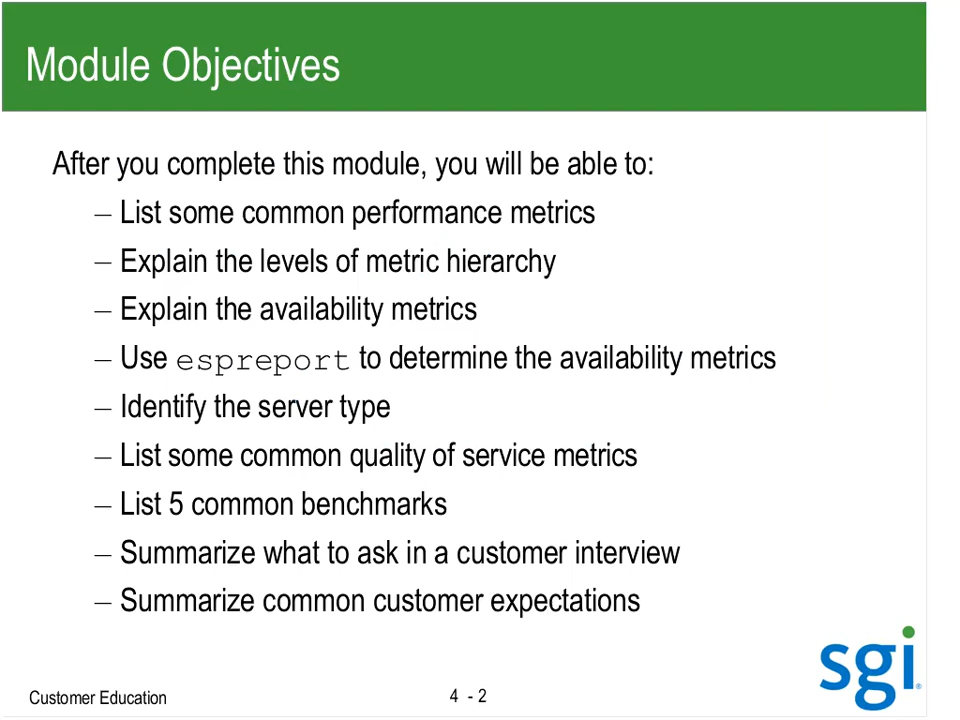 Module Objectives
After you complete this module, you will be able to:
– List some common performance metrics
– Explain the levels of metric hierarchy
– Explain the availability metrics
– Use espreport to determine the availability metrics
– Identify the server type
– List some common quality of service metrics
– List 5 common benchmarks
– Summarize what to ask in a customer interview
– Summarize common customer expectations
sgi®
Customer Education
4 - 2